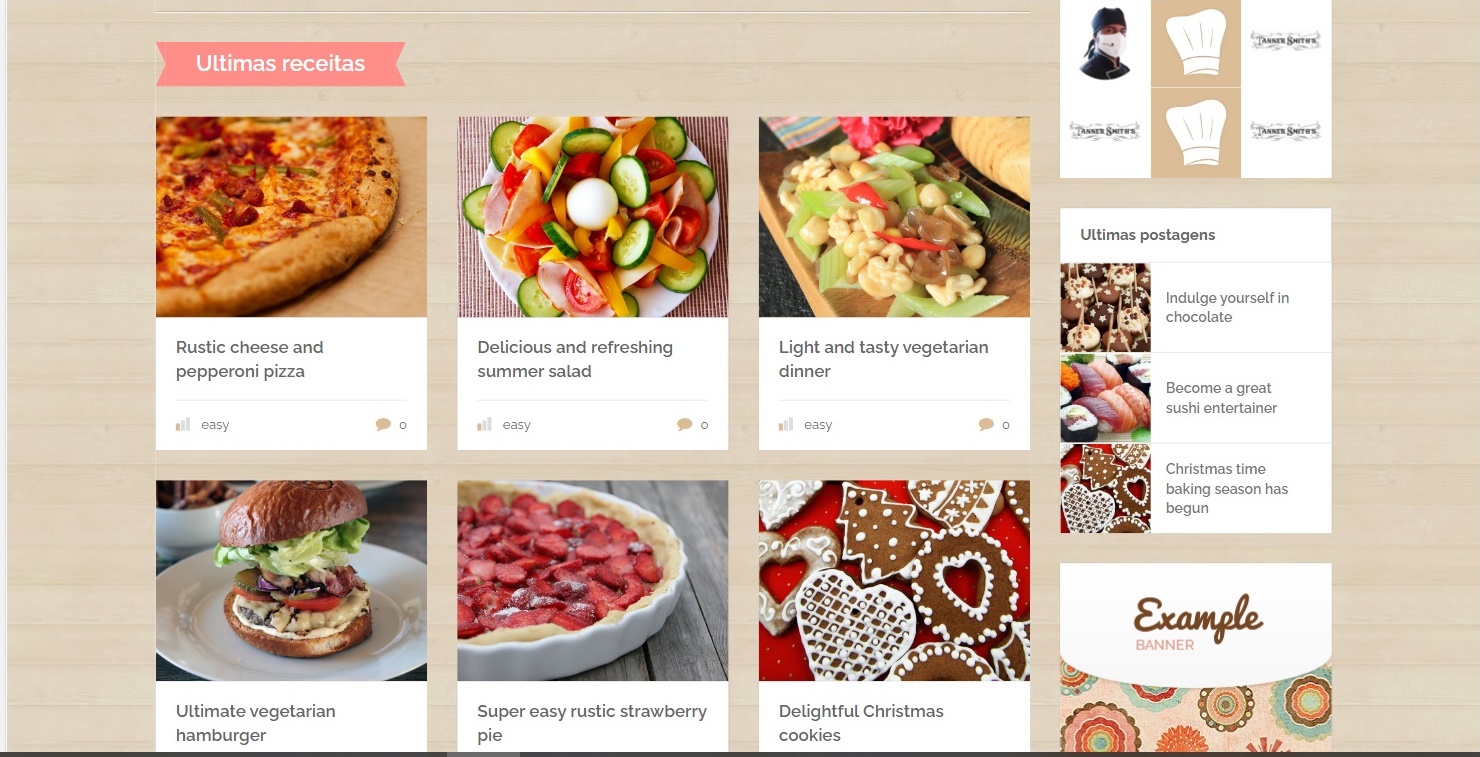 Ultimas receitas
Rustic cheese and
pepperoni pizza
easy
0
Delicious and refreshing
summer salad
easy
0
Light and tasty vegetarian
dinner
easy
0
Ultimate vegetarian
hamburger
Super easy rustic strawberry
pie
Delightful Christmas
cookies
TANNER SMITH'S
TANNER SMITH'S
TANNER SMITH'S
Ultimas postagens
Indulge yourself in
chocolate
Become a great
sushi entertainer
Christmas time
baking season has
begun
Example
BANNER